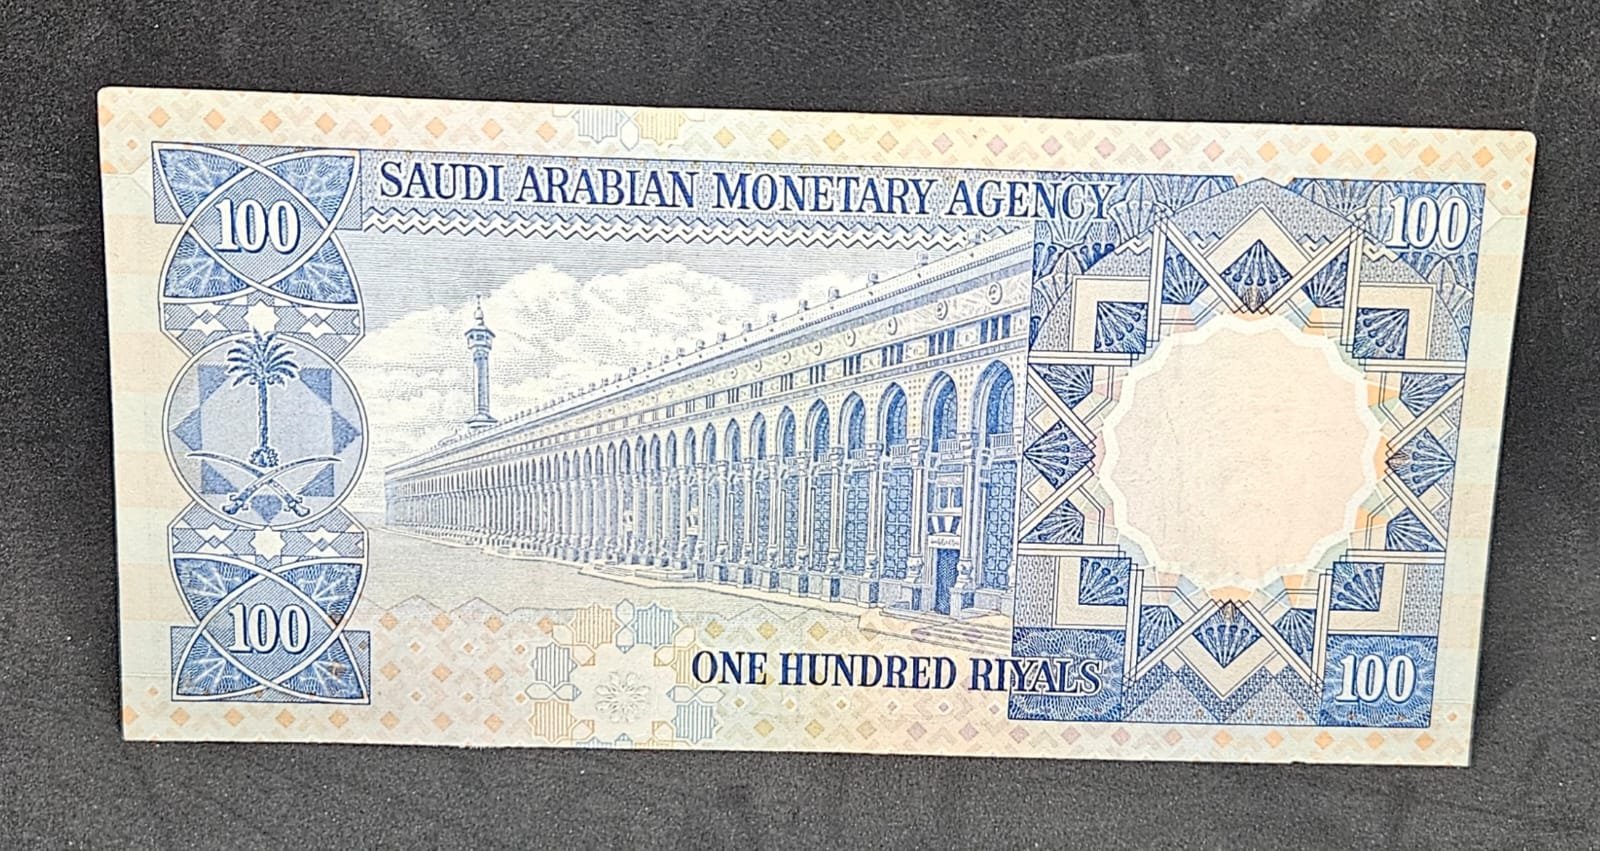 SAUDI ARABIAN MONETARY AGENCY
100
100
100
ONE HUNDRED RIYALS
100